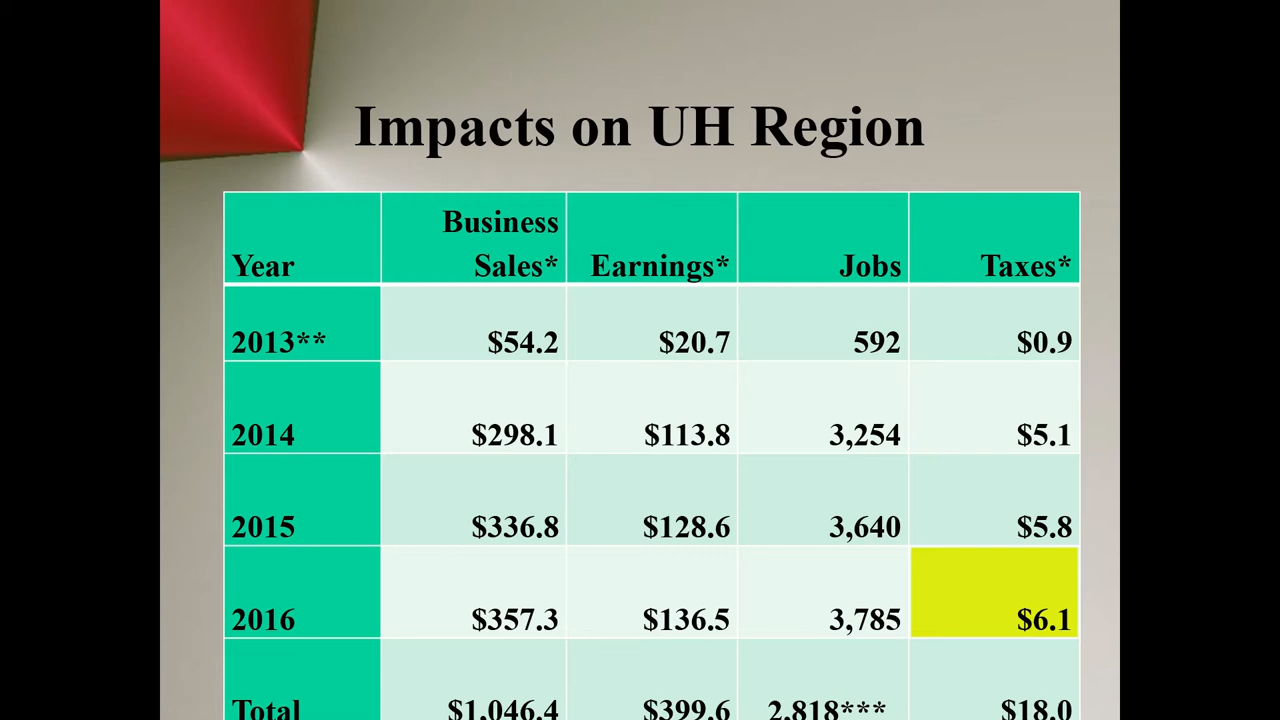 Impacts on UH Region
Business
Year Sales* Earnings* Jobs Taxes*
2013** $54.2 $20.7 592 $0.9
2014 $298.1 $113.8 3,254 $5.1
2015 $336.8 $128.6 3,640 $5.8
2016 $357.3 $136.5 3,785 $6.1
Total $1,046.4 $399.6 2,818*** $18.0